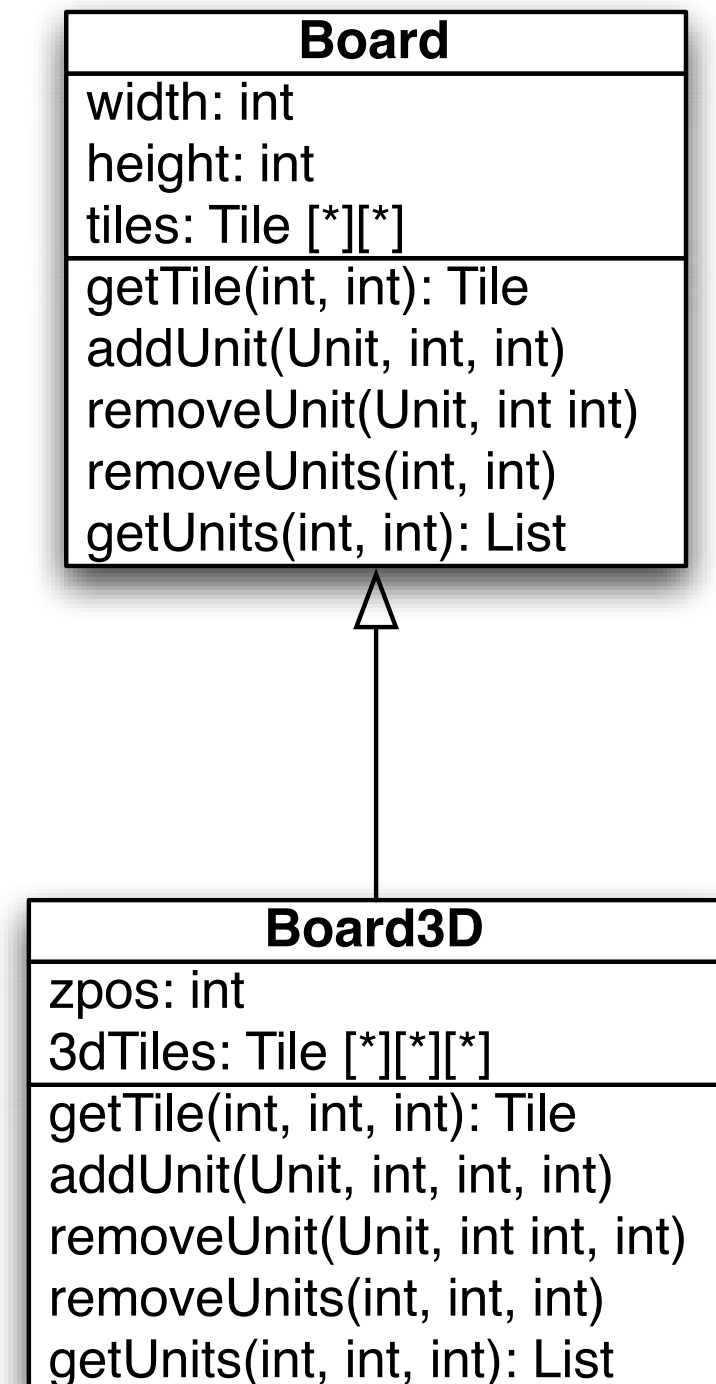 Board
width: int
height: int
tiles: Tile [*][*]
getTile(int, int): Tile
addUnit(Unit, int, int)
removeUnit(Unit, int int)
removeUnits(int, int)
getUnits(int, int): List
Board3D
zpos: int
3dTiles: Tile [*][*][*]
getTile(int, int, int): Tile
addUnit(Unit, int, int, int)
removeUnit(Unit, int int, int)
removeUnits(int, int, int)
getUnits(int, int, int): List